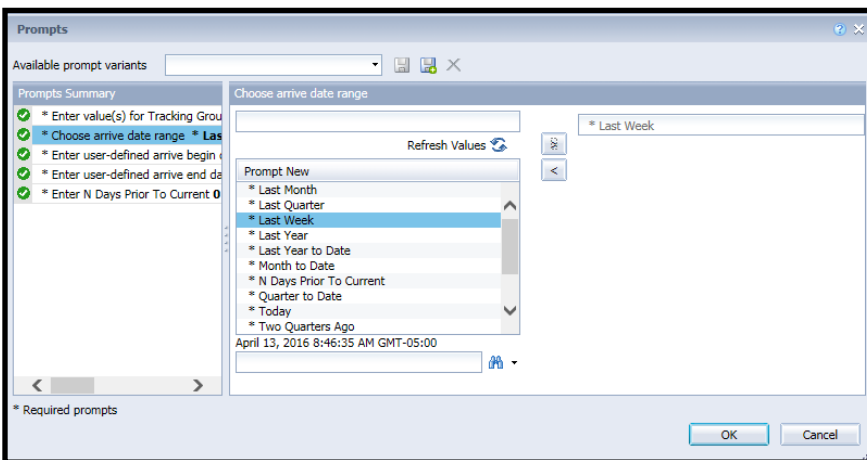 Prompts
Available prompt variants
Prompts Summary
* Enter value(s) for Tracking Grou
* Choose arrive date range * Las
* Enter user-defined arrive begin
* Enter user-defined arrive end da
* Enter N Days Prior To Current 0
Choose arrive date range
Refresh Values
Prompt New
* Last Month
* Last Quarter
* Last Week
* Last Year
* Last Year to Date
* Month to Date
* N Days Prior To Current
* Quarter to Date
* Today
* Two Quarters Ago
April 13, 2016 8:46:35 AM GMT-05:00
<
* Last Week
* Required prompts
OK
Cancel